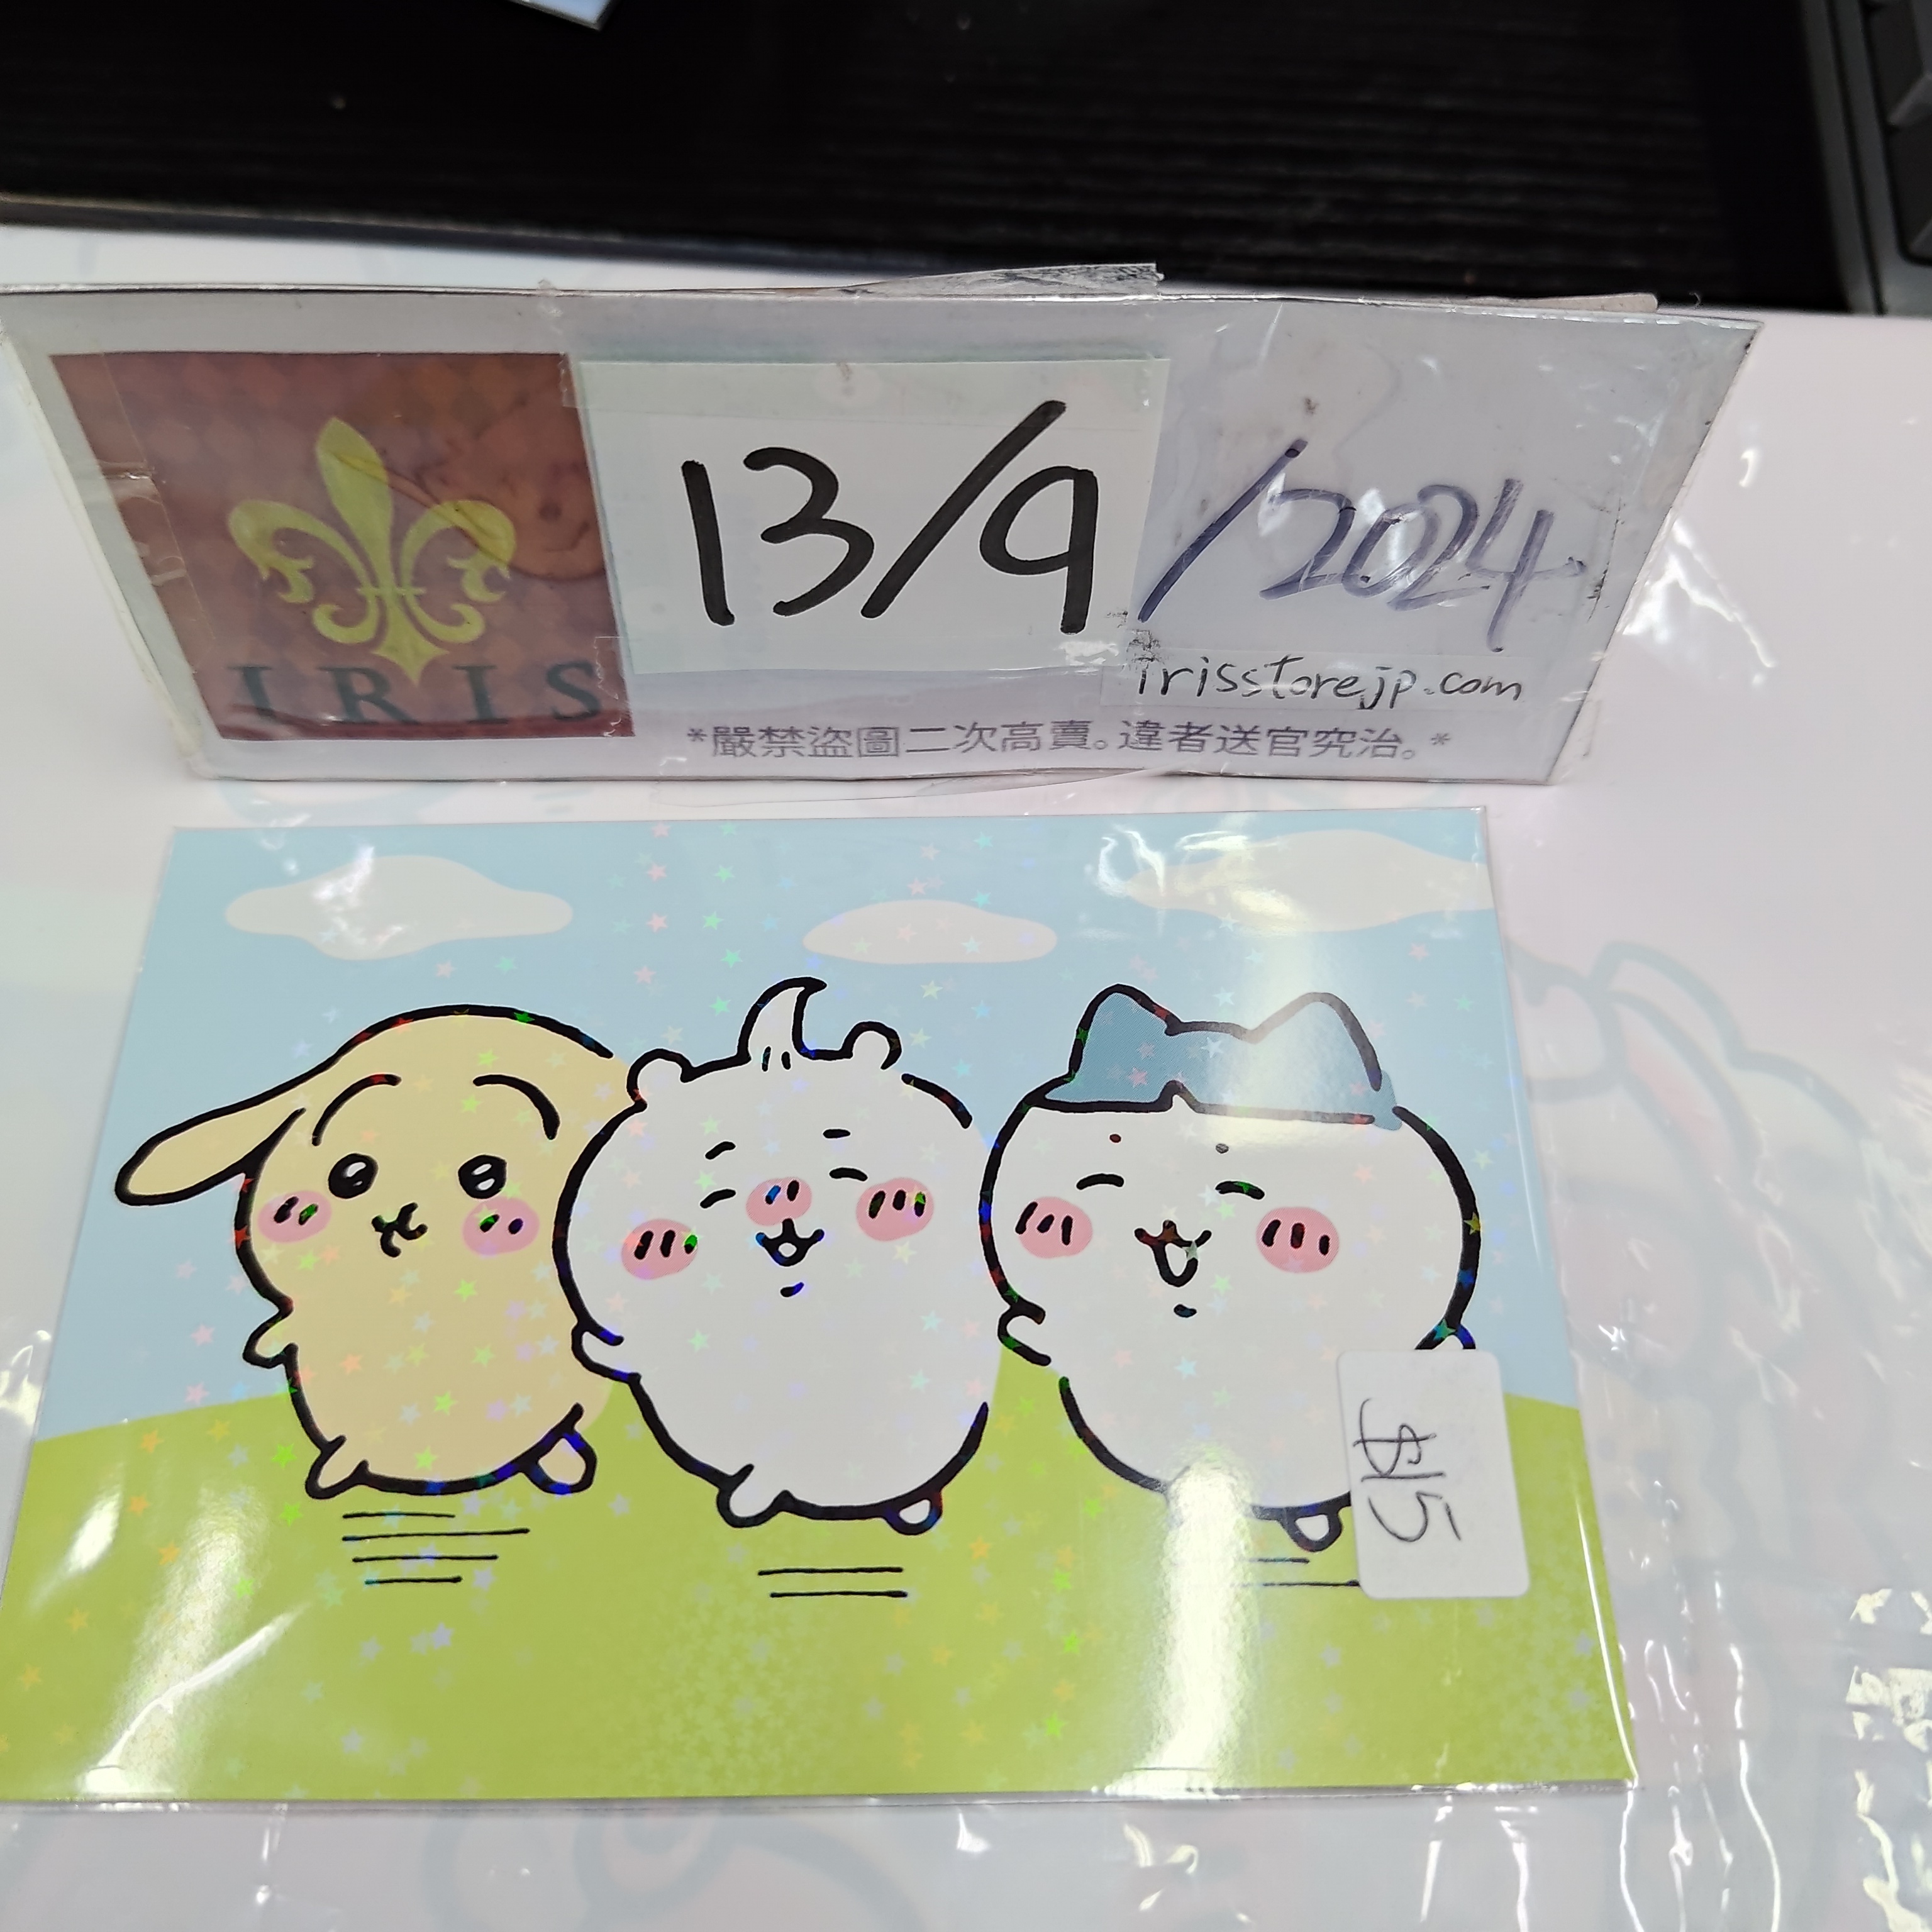 IRIS
13/9/2024
irisstorejp.com
*嚴禁盜圖二次高賣。違者送官究治。*
$15